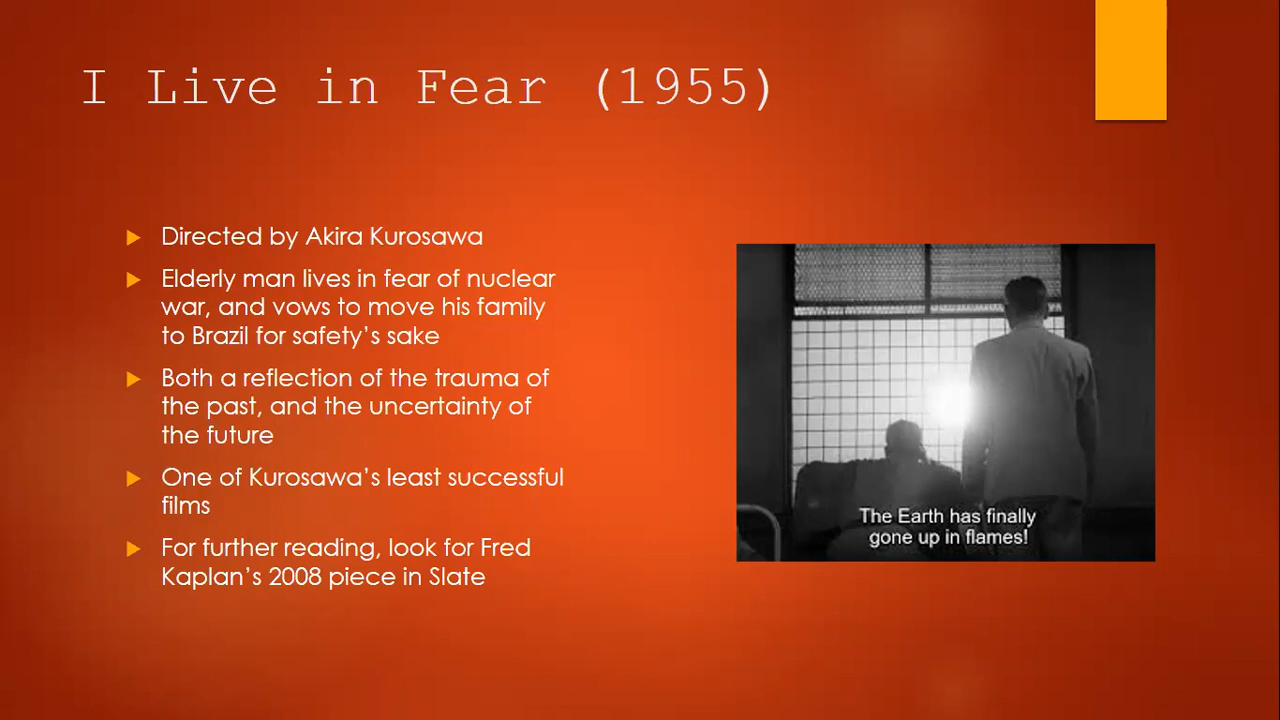 I Live in Fear (1955)
Directed by Akira Kurosawa
Elderly man lives in fear of nuclear
war, and vows to move his family
to Brazil for safety’s sake
Both a reflection of the trauma of
the past, and the uncertainty of
the future
One of Kurosawa’s least successful
films
For further reading, look for Fred
Kaplan’s 2008 piece in Slate
The Earth has finally
gone up in flames!